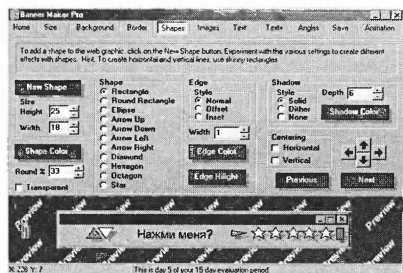 Banner Maker Pro
Home Size Background Border Shapes Images Text Texts Angles Save Animation
To add a shape to the web graphic, click on the New Shape button. Experiment with the various settings to create different
effects with shapes. Hint. To create horizontal and vertical lines, use skinny rectangles
New Shape
Size
Height 25
Width 18
Shape Color
Round % 33
Transparent
Shape
Rectangle
Round Rectangle
Ellipse
Arrow Up
Arrow Down
Arrow Left
Arrow Right
Diamond
Hexagon
Octagon
Star
Edge
Style
Normal
Offset
Inset
Width 1
Edge Color
Edge Hilight
Shadow
Style
Solid
Dither
None
Depth 6
Shadow Color
Centering
Horizontal
Vertical
Previous
Next
Preview Preview Preview Preview Preview Preview
Нажми меня?
X: 228 Y: 7
This is day 5 of your 15 day evaluation period.